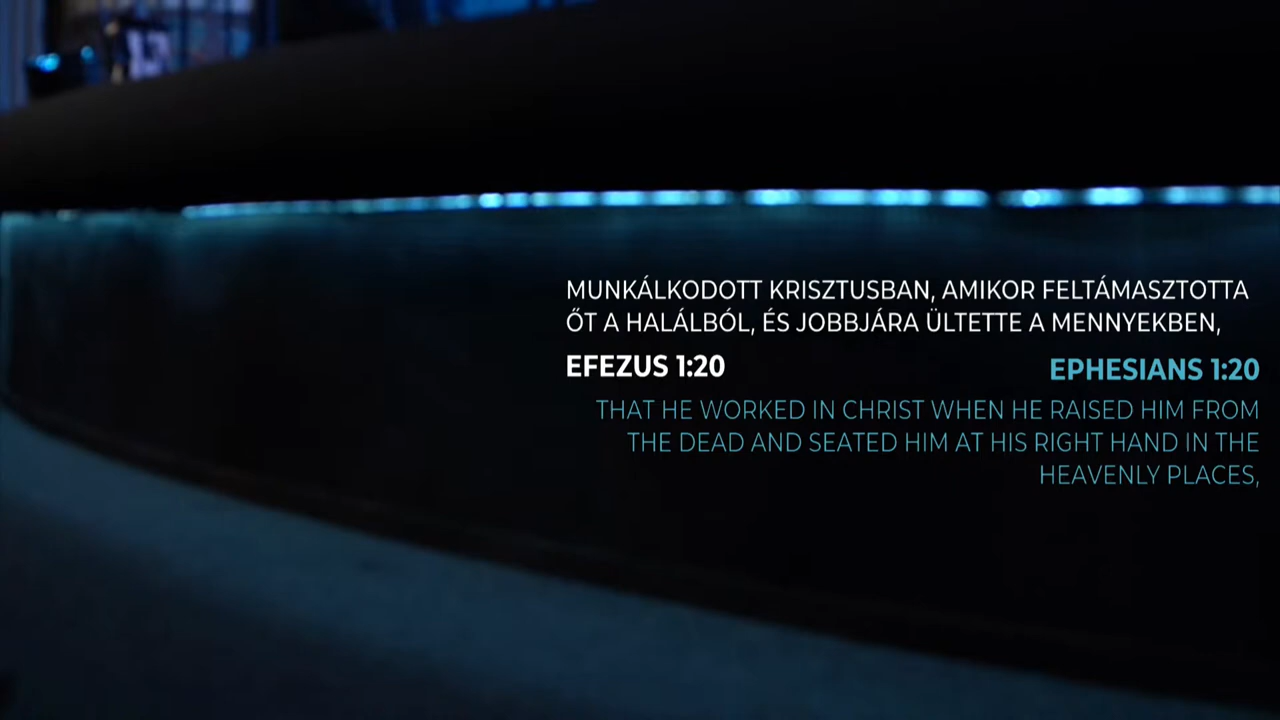 MUNKÁLKODOTT KRISZTUSBAN, AMIKOR FELTÁMASZTOTTA
ŐT A HALÁLBÓL, ÉS JOBBJÁRA ÜLTETTE A MENNYEKBEN,
EFEZUS 1:20
EPHESIANS 1:20
THAT HE WORKED IN CHRIST WHEN HE RAISED HIM FROM
THE DEAD AND SEATED HIM AT HIS RIGHT HAND IN THE
HEAVENLY PLACES,